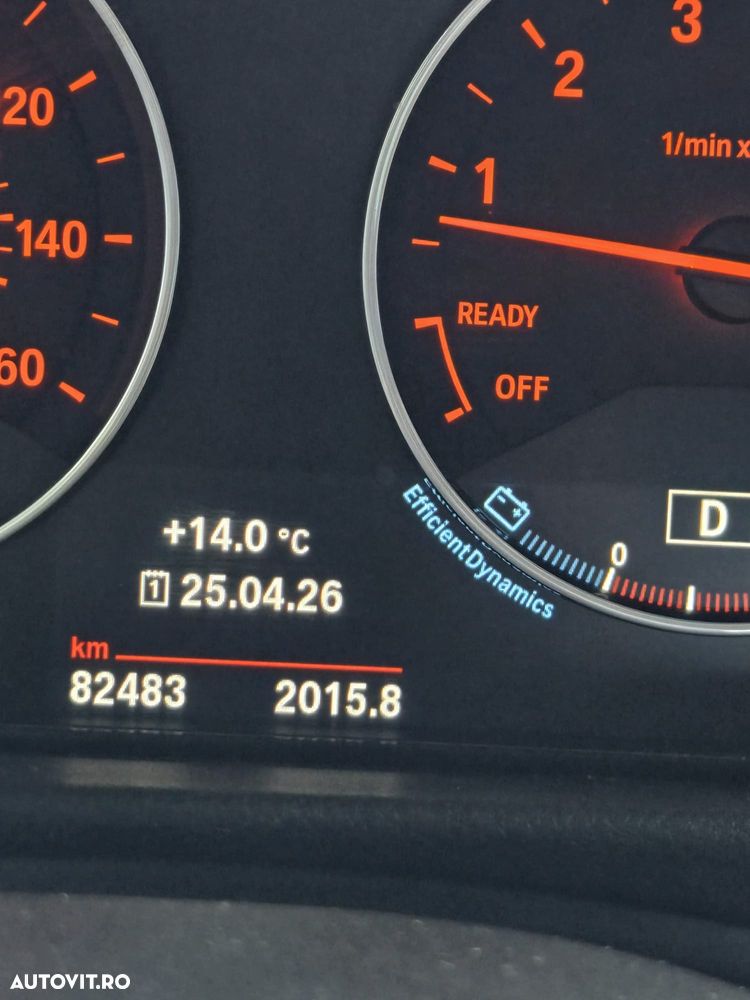 3
2
1/min x
1
20
140
60
READY
OFF
D
0
EfficientDynamics
+14.0 °C
1 25.04.26
km
82483 2015.8
AUTOVIT.RO